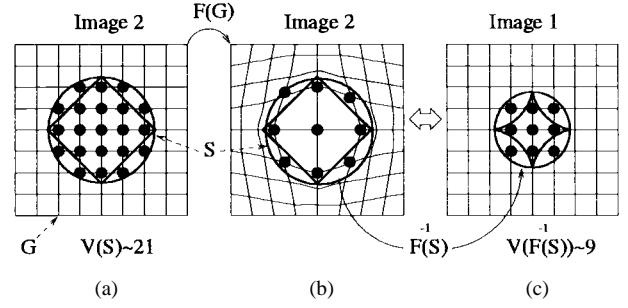 Image 2 F(G) Image 2 Image 1
S
G V(S)~21 F⁻¹(S) V(F⁻¹(S))~9
(a) (b) (c)